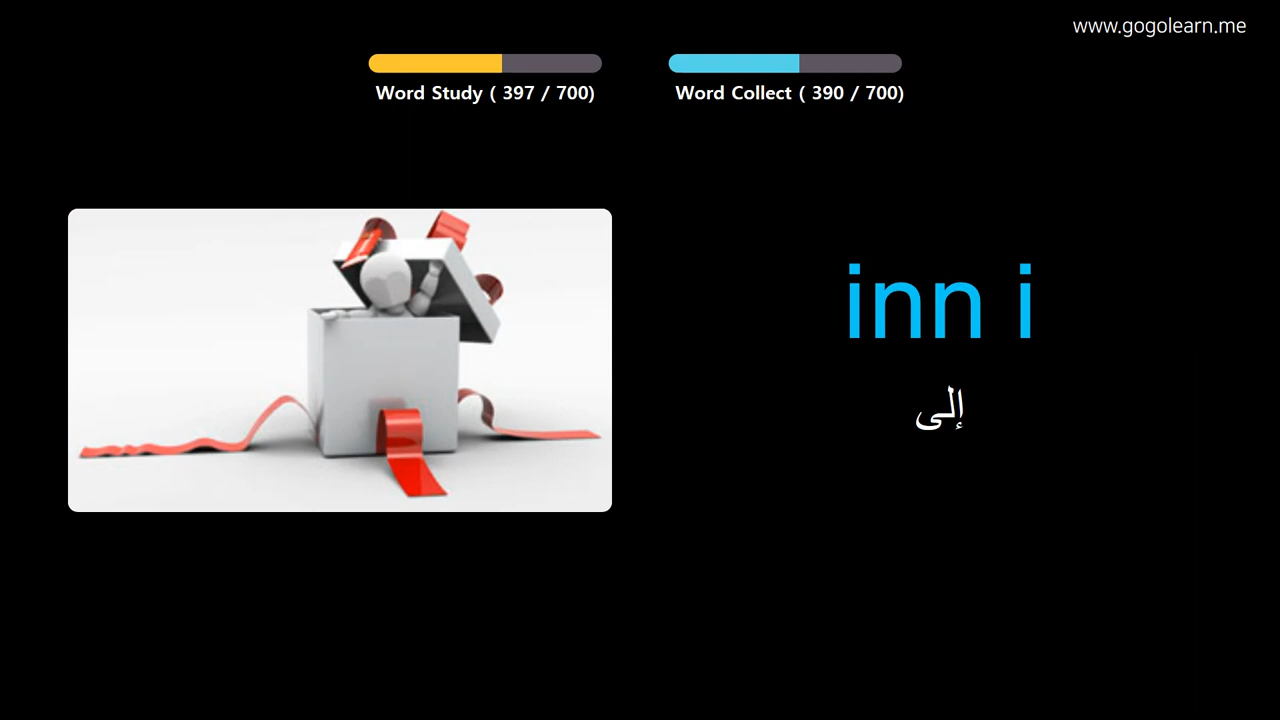 www.gogolearn.me
Word Study ( 397 / 700)
Word Collect ( 390 / 700)
inn i
إلى